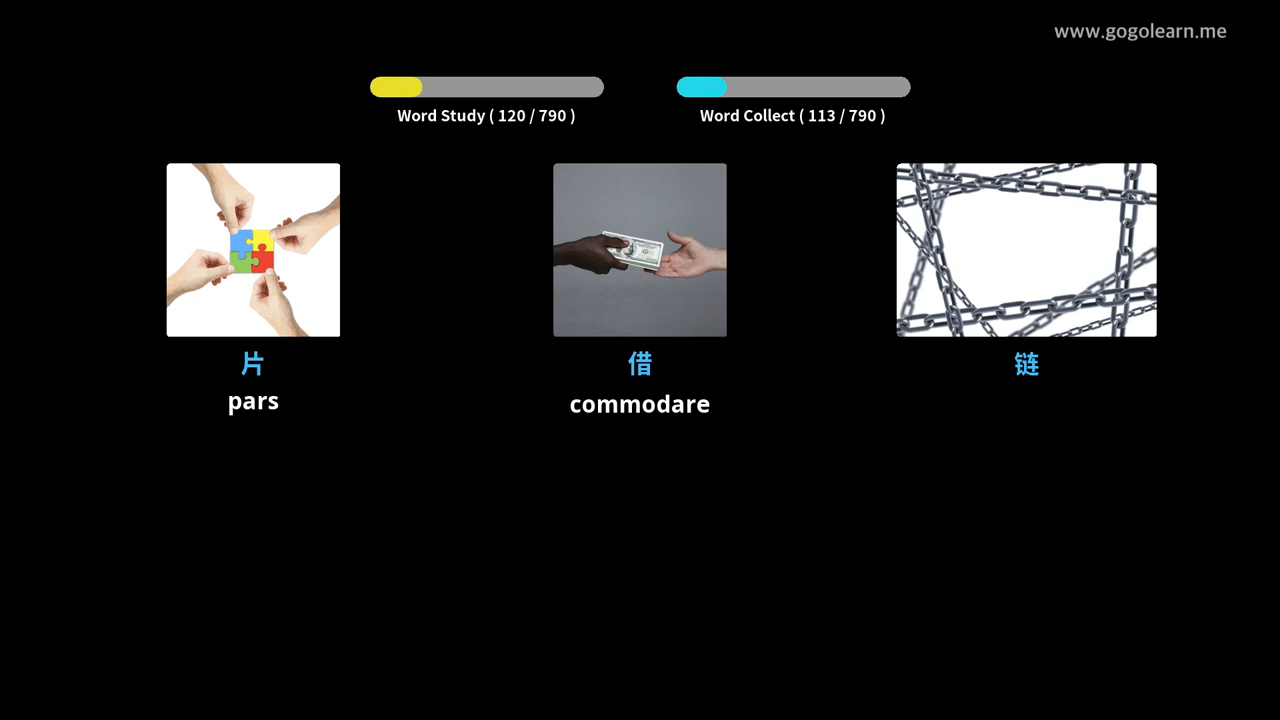 www.gogolearn.me
Word Study ( 120 / 790 )
Word Collect ( 113 / 790 )
片
借
链
pars
commodare